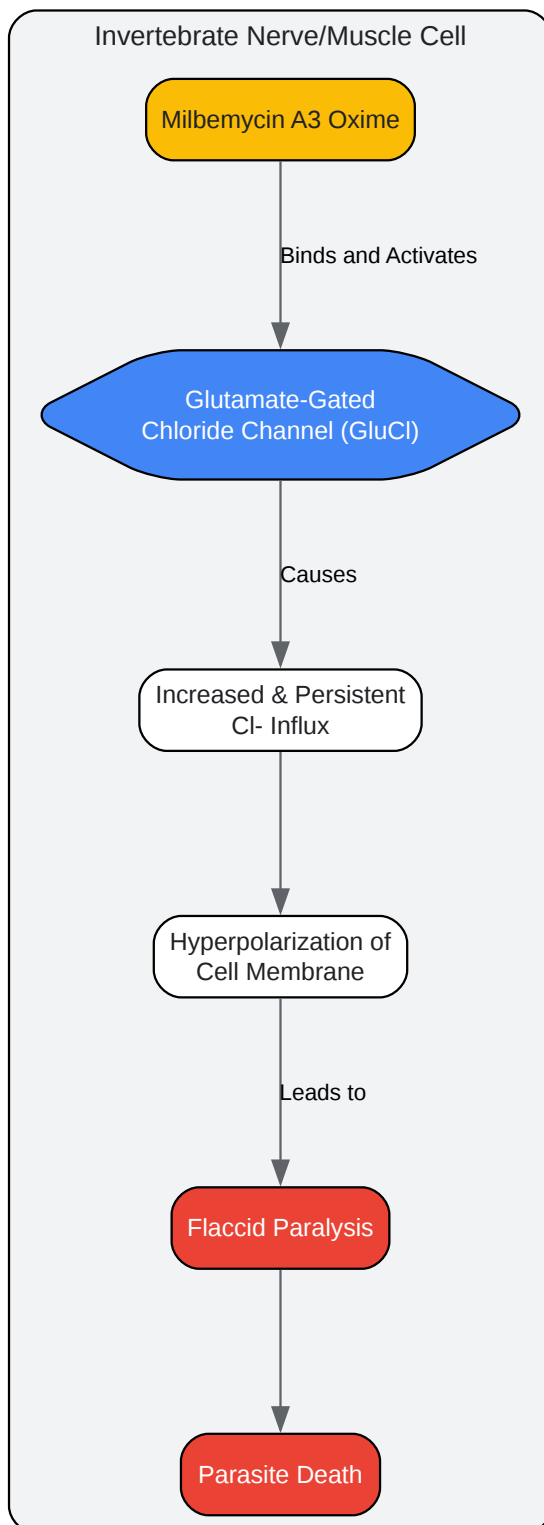 Invertebrate Nerve/Muscle Cell
Milbemycin A3 Oxime
Binds and Activates
Glutamate-Gated
Chloride Channel (GluCl)
Causes
Increased & Persistent
Cl- Influx
Hyperpolarization of
Cell Membrane
Leads to
Flaccid Paralysis
Parasite Death